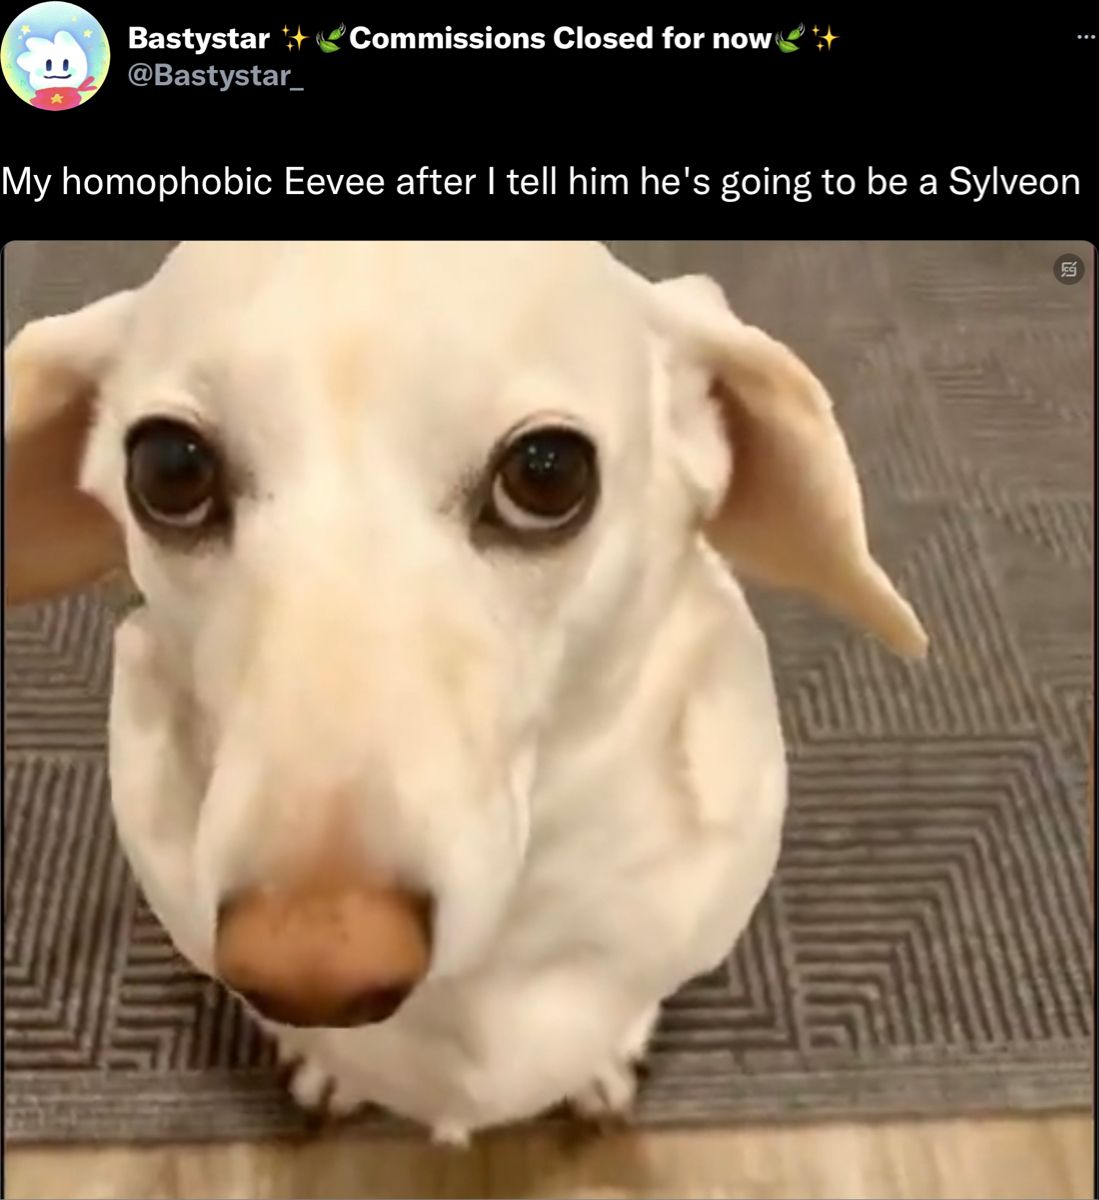 Bastystar ✨🌿Commissions Closed for now🌿✨
@Bastystar_
My homophobic Eevee after I tell him he's going to be a Sylveon